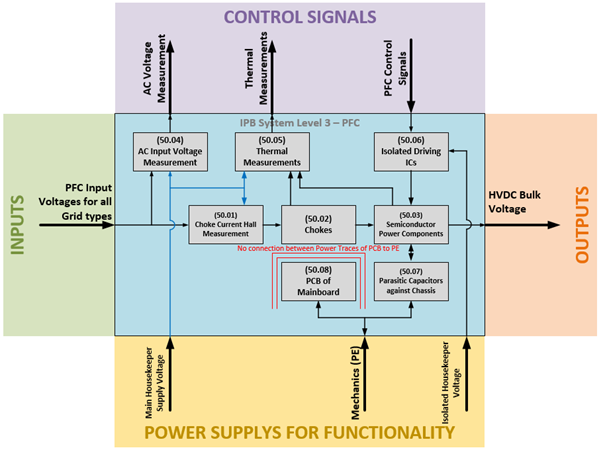 CONTROL SIGNALS
AC Voltage
Measurement
Thermal
Measurements
PFC Control
Signals
IPB System Level 3 – PFC
(50.04)
AC Input Voltage
Measurement
(50.05)
Thermal
Measurements
(50.06)
Isolated Driving
ICs
INPUTS
PFC Input
Voltages for all
Grid types
(50.01)
Choke Current Hall
Measurement
(50.02)
Chokes
(50.03)
Semiconductor
Power Components
HVDC Bulk
Voltage
OUTPUTS
No connection between Power Traces of PCB to PE
(50.08)
PCB of
Mainboard
(50.07)
Parasitic Capacitors
against Chassis
Main Housekeeper
Supply Voltage
Mechanics (PE)
Isolated Housekeeper
Voltage
POWER SUPPLYS FOR FUNCTIONALITY